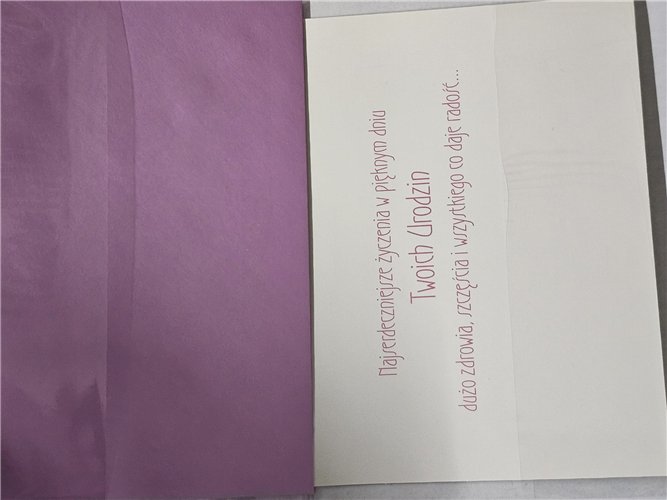 Najserdeczniejsze życzenia w pięknym dniu
Twoich Urodzin
dużo zdrowia, szczęścia i wszystkiego co daje radość...